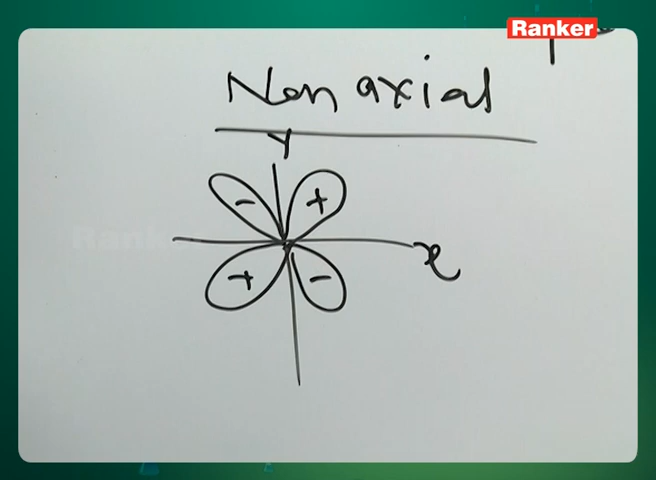 Ranker
Non axial
Y
- +
x
+ -